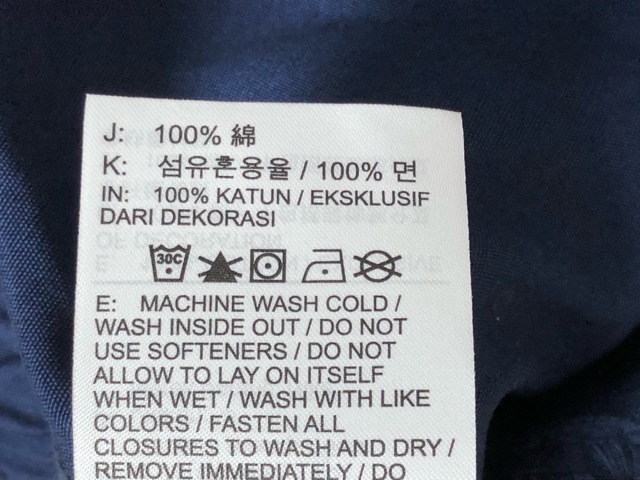 J: 100% 綿
K: 섬유혼용율 / 100% 면
IN: 100% KATUN / EKSKLUSIF
DARI DEKORASI
30C
E: MACHINE WASH COLD /
WASH INSIDE OUT / DO NOT
USE SOFTENERS / DO NOT
ALLOW TO LAY ON ITSELF
WHEN WET / WASH WITH LIKE
COLORS / FASTEN ALL
CLOSURES TO WASH AND DRY /
REMOVE IMMEDIATELY / DO